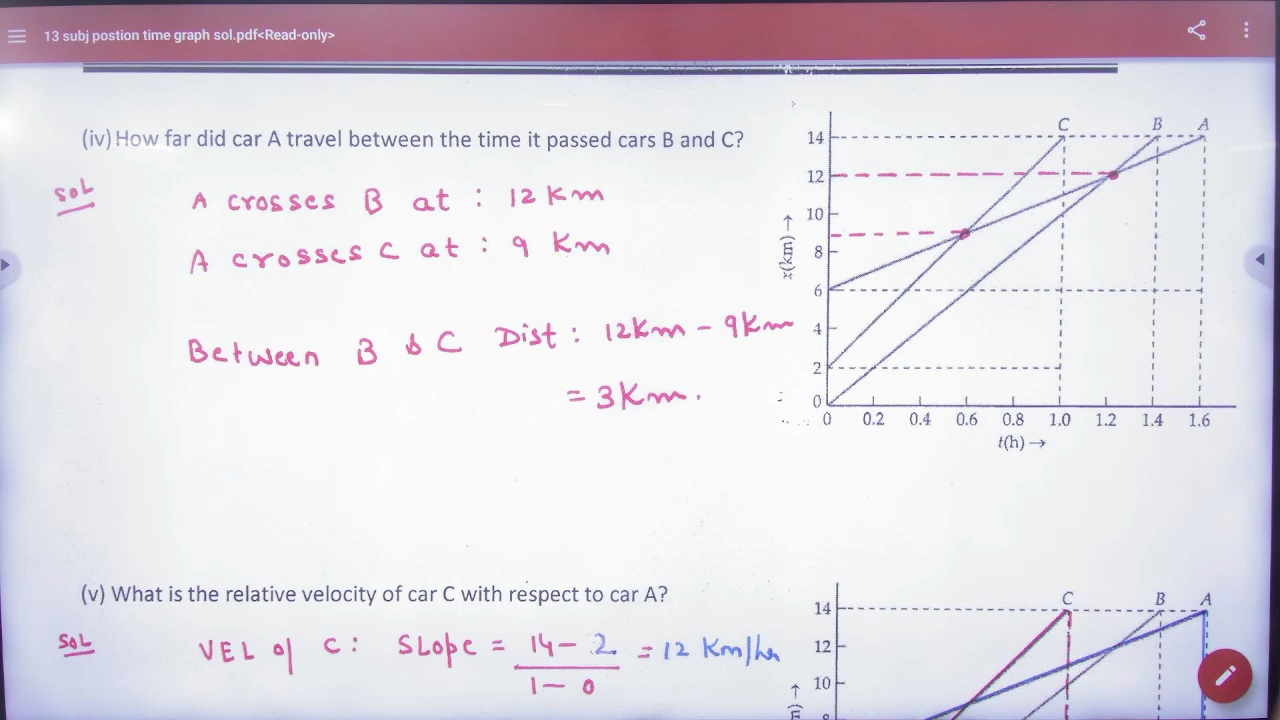 13 subj postion time graph sol.pdf<Read-only>
(iv) How far did car A travel between the time it passed cars B and C?
Sol
A crosses B at : 12 Km
A crosses C at : 9 Km
Between B & C Dist : 12Km - 9Km
= 3Km.
C B A
14
12
10
8
6
4
2
0
x(km) →
0 0.2 0.4 0.6 0.8 1.0 1.2 1.4 1.6
t(h) →
(v) What is the relative velocity of car C with respect to car A?
Sol
VEL of C: SLOPE = 14 - 2 = 12 Km/hr
1 - 0
C B A
14
12
10
8